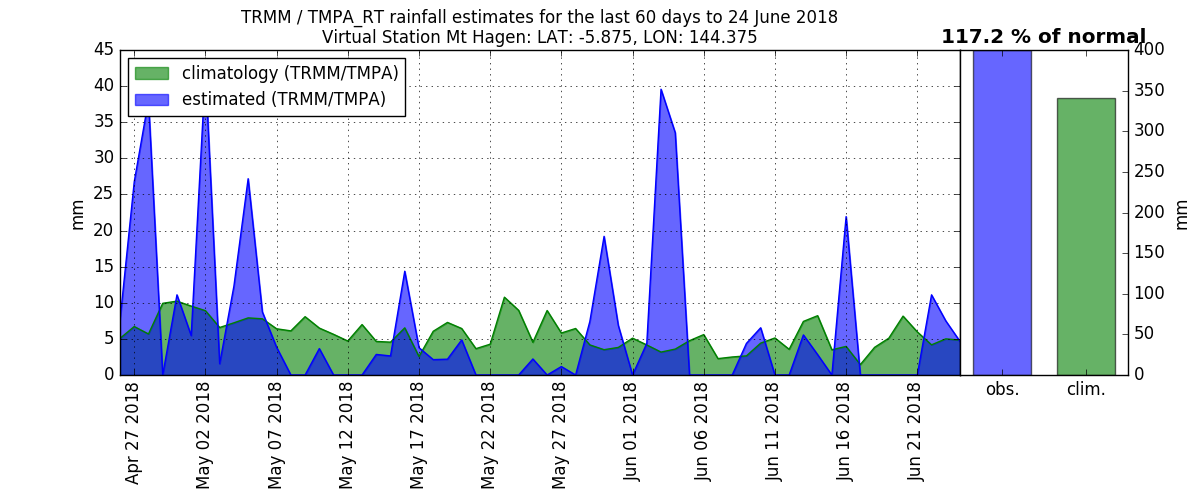 TRMM / TMPA_RT rainfall estimates for the last 60 days to 24 June 2018
Virtual Station Mt Hagen: LAT: -5.875, LON: 144.375
117.2 % of normal
climatology (TRMM/TMPA)
estimated (TRMM/TMPA)
mm
45
40
35
30
25
20
15
10
5
0
Apr 27 2018
May 02 2018
May 07 2018
May 12 2018
May 17 2018
May 22 2018
May 27 2018
Jun 01 2018
Jun 06 2018
Jun 11 2018
Jun 16 2018
Jun 21 2018
obs.
clim.
400
350
300
250
200
150
100
50
0
mm